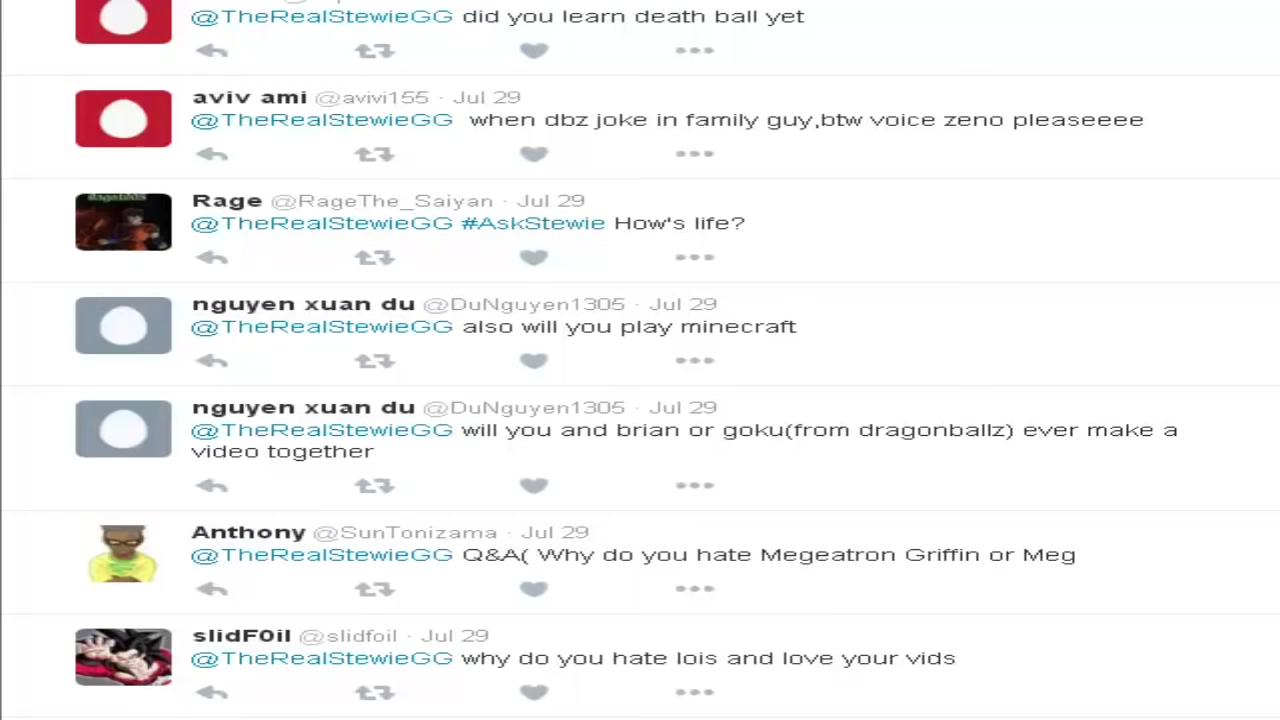 @TheRealStewieGG did you learn death ball yet
aviv ami @avivi155 · Jul 29
@TheRealStewieGG when dbz joke in family guy,btw voice zeno pleaseeee
Rage @RageThe_Saiyan · Jul 29
@TheRealStewieGG #AskStewie How's life?
nguyen xuan du @DuNguyen1305 · Jul 29
@TheRealStewieGG also will you play minecraft
nguyen xuan du @DuNguyen1305 · Jul 29
@TheRealStewieGG will you and brian or goku(from dragonballz) ever make a
video together
Anthony @SunTonizama · Jul 29
@TheRealStewieGG Q&A( Why do you hate Megeatron Griffin or Meg
slidF0il @slidfoil · Jul 29
@TheRealStewieGG why do you hate lois and love your vids